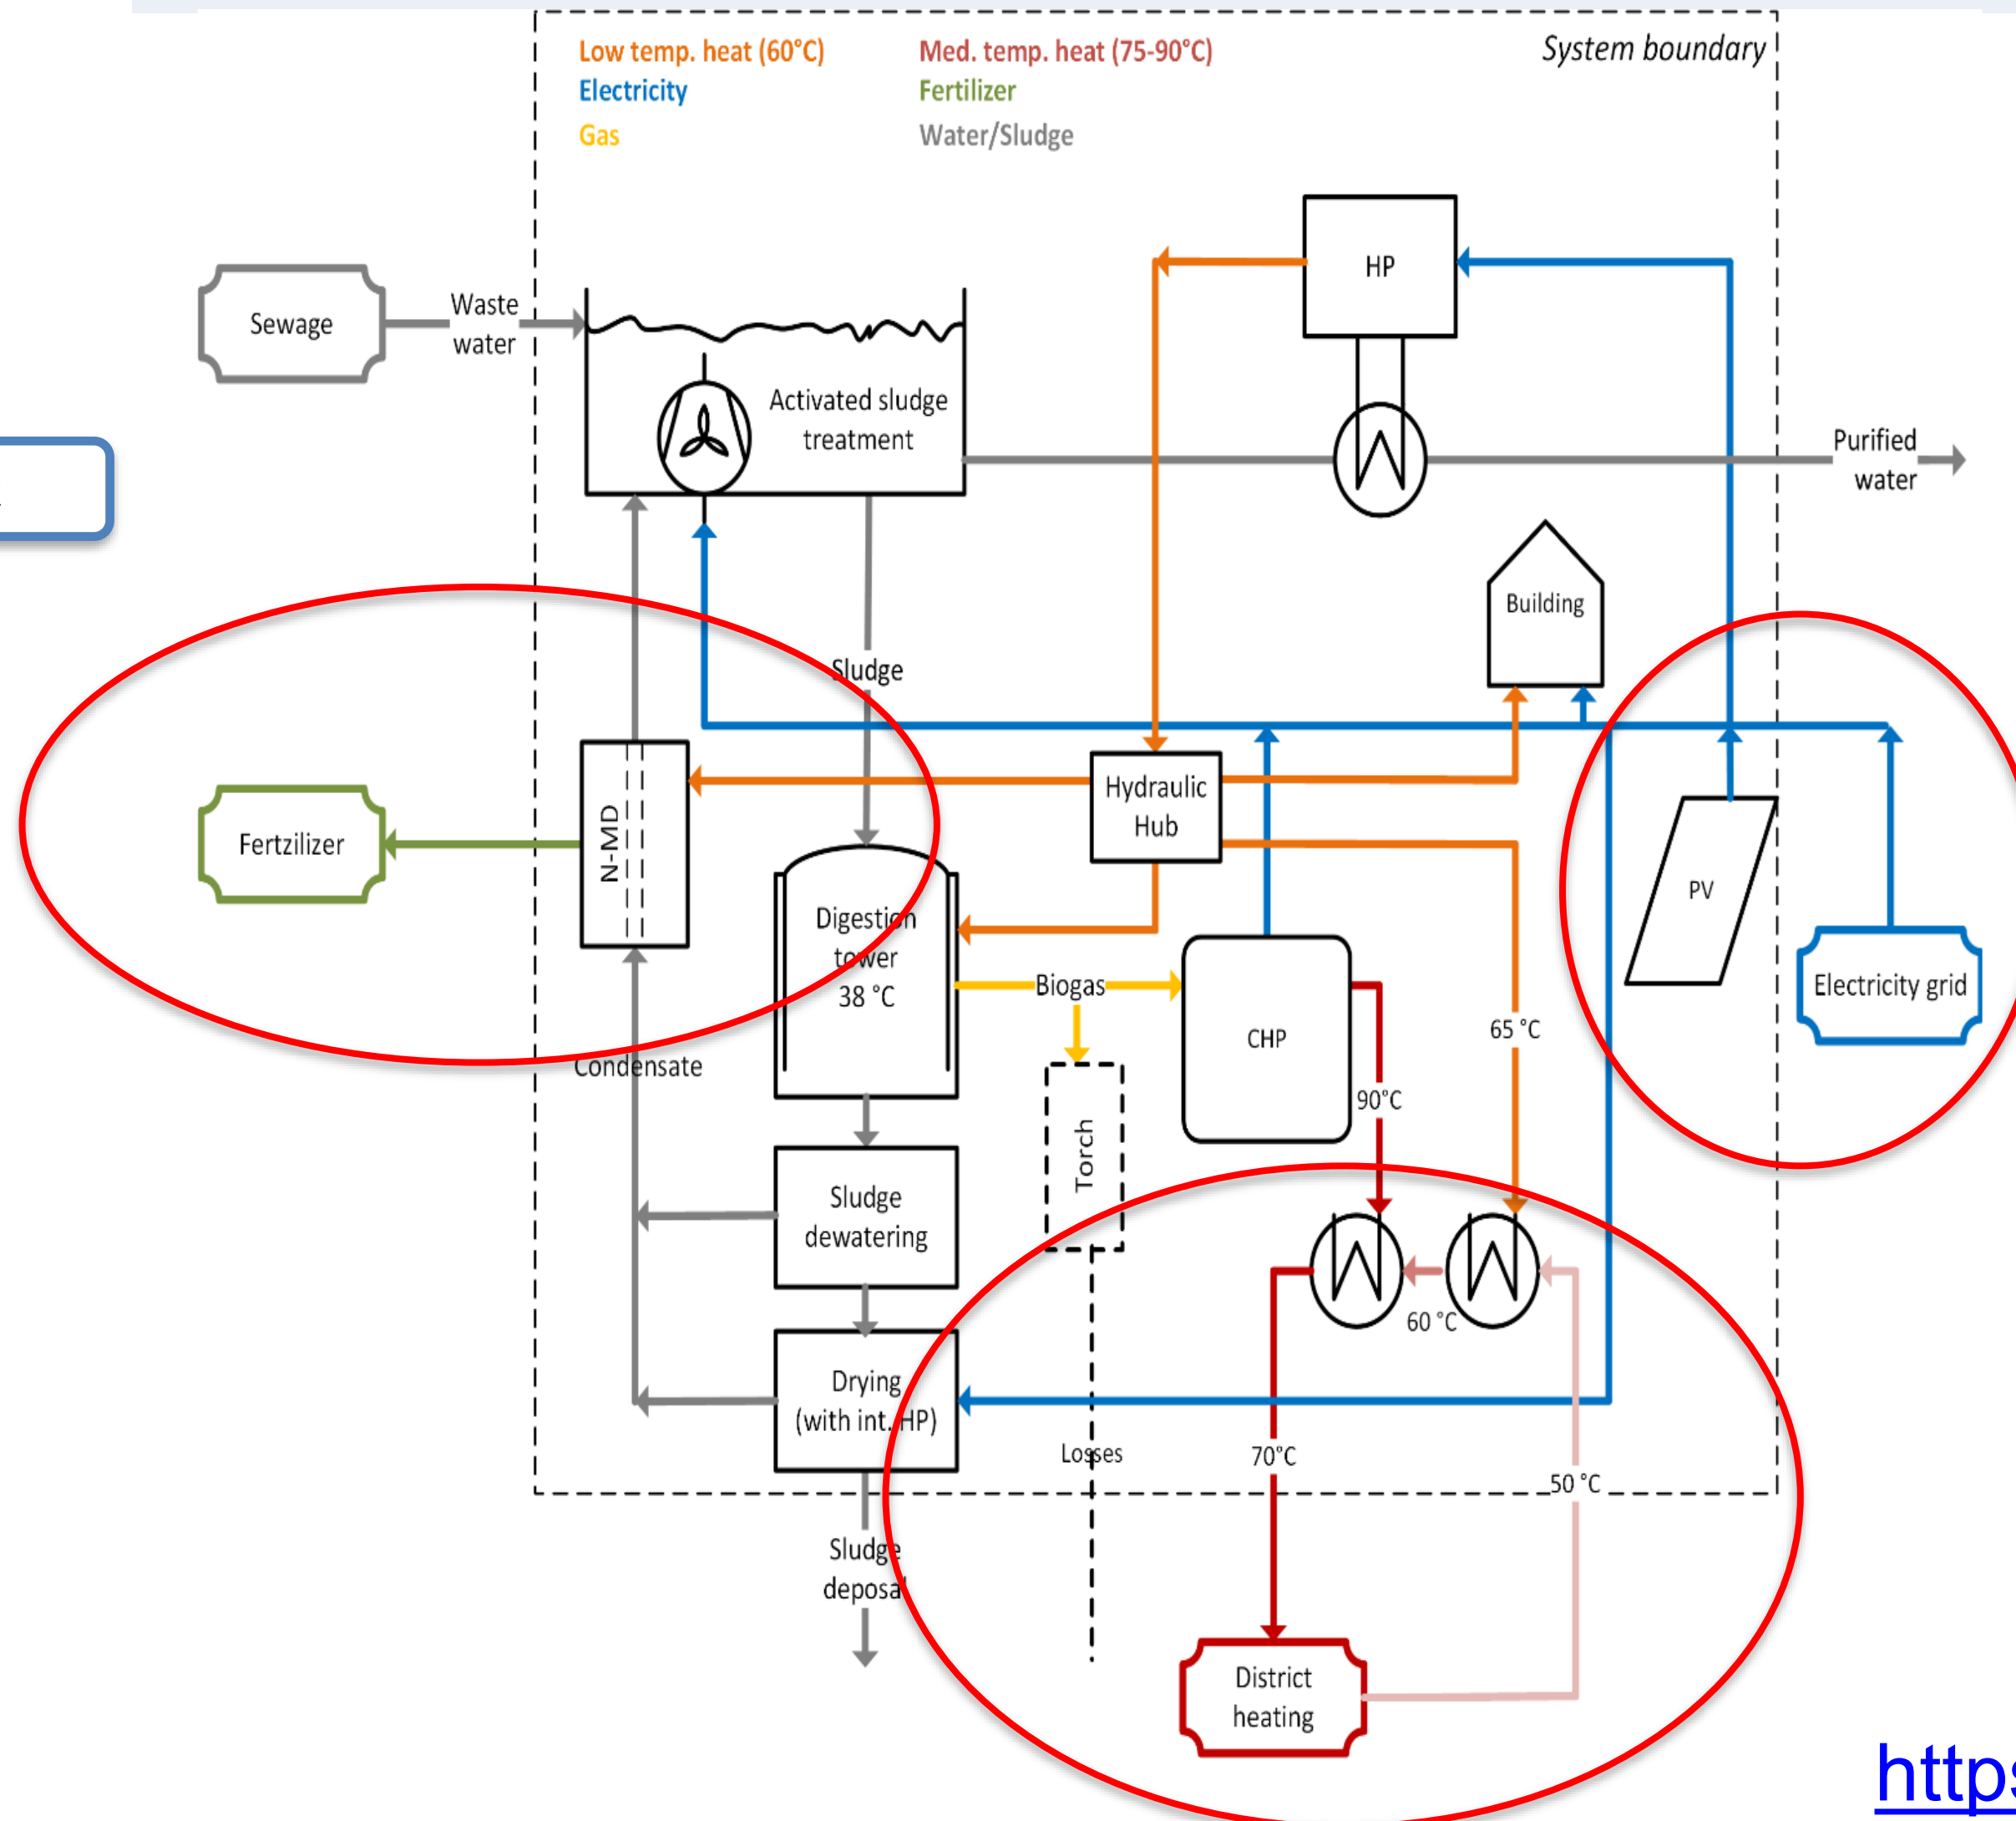 System boundary
Low temp. heat (60°C)
Med. temp. heat (75-90°C)
Electricity
Fertilizer
Gas
Water/Sludge
HP
Sewage
Waste
water
Activated sludge
treatment
Purified
water
Building
Sludge
Hydraulic
Hub
N-MD
Fertzilizer
PV
Digestion
tower
38 °C
Biogas
Electricity grid
CHP
65 °C
Condensate
90°C
Torch
Sludge
dewatering
60 °C
Drying
(with int. HP)
Losses
70°C
50 °C
Sludge
deposal
District
heating
https